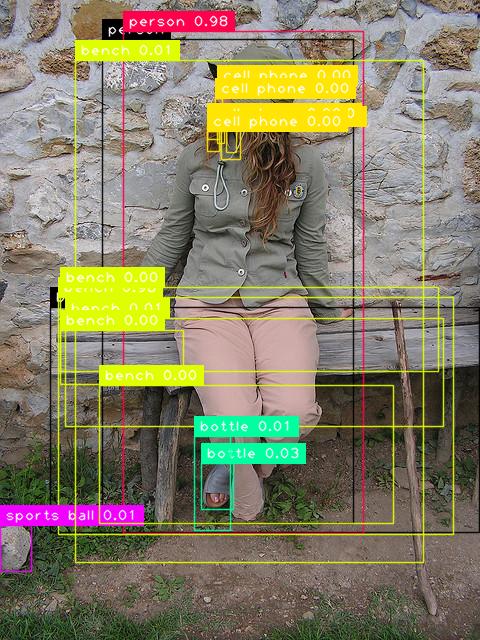 person 0.98
person
bench 0.01
cell phone 0.00
cell phone 0.00
cell phone 0.00
bench 0.00
bench 0.98
bench 0.01
bench 0.00
bench 0.00
bottle 0.01
bottle 0.03
sports ball 0.01